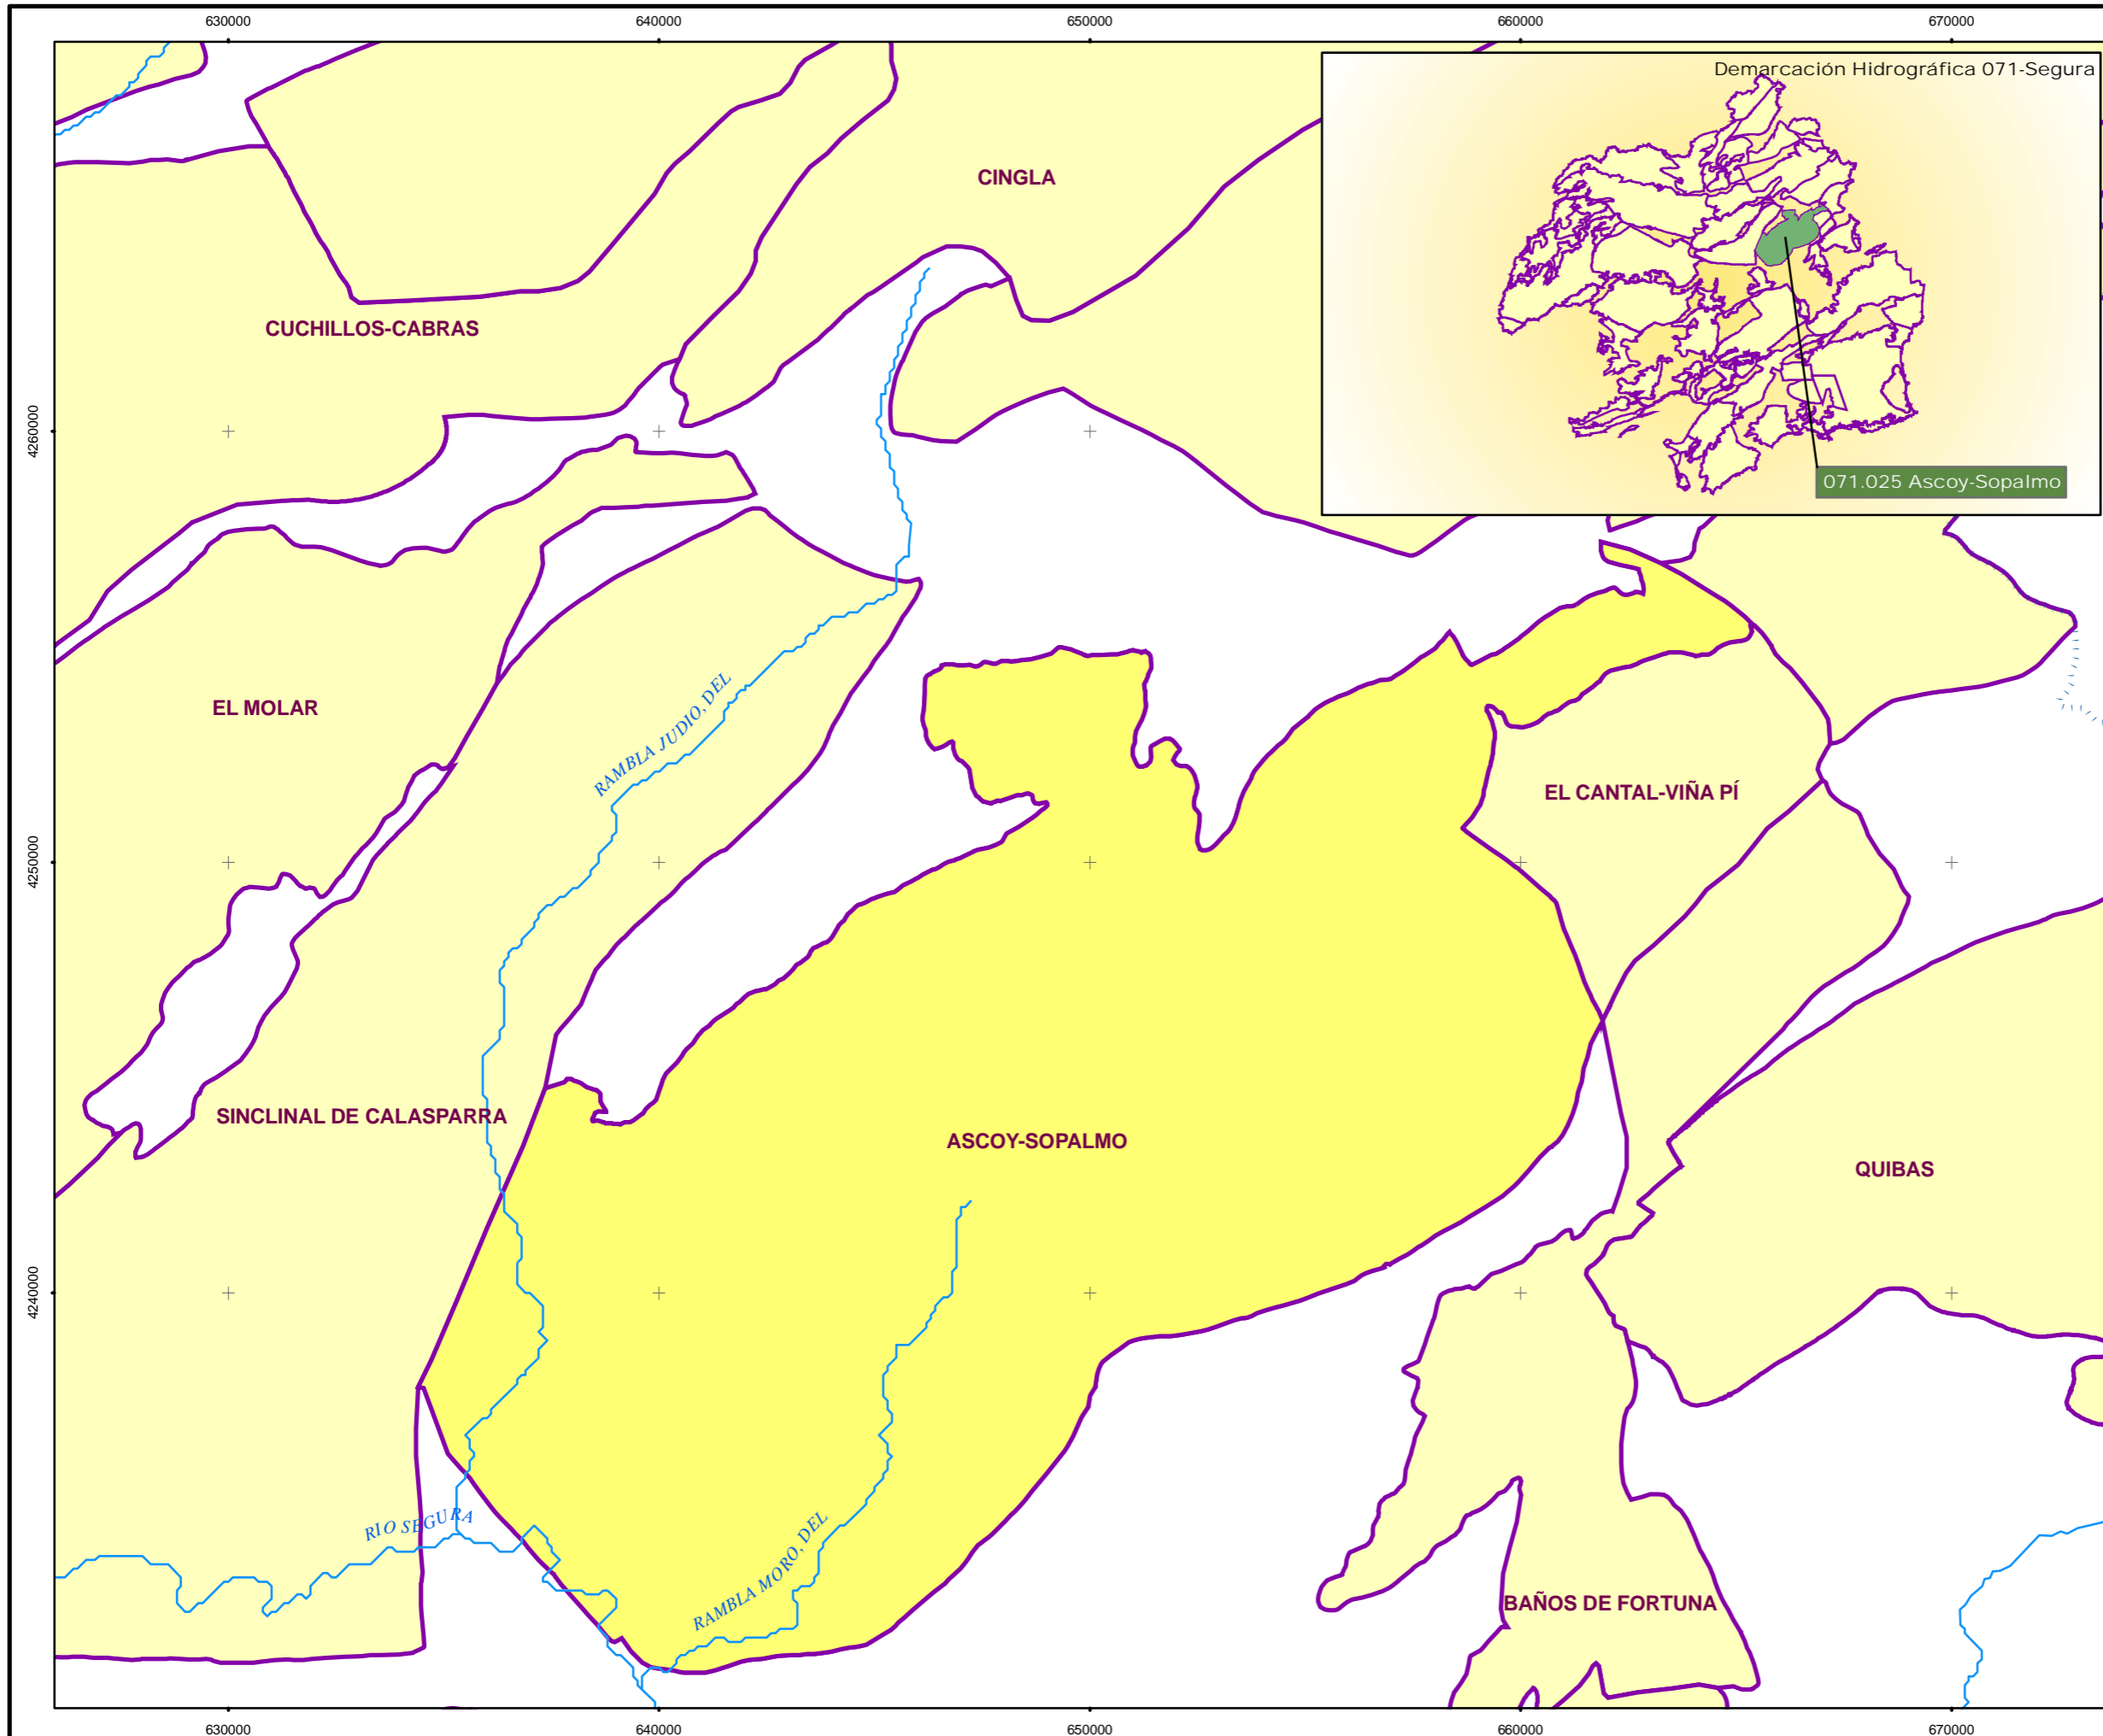 630000
640000
650000
660000
670000
Demarcación Hidrográfica 071-Segura
CINGLA
CUCHILLOS-CABRAS
4260000
071.025 Ascoy-Sopalmo
EL MOLAR
RAMBLA JUDIO, DEL
EL CANTAL-VIÑA PÍ
4250000
SINCLINAL DE CALASPARRA
ASCOY-SOPALMO
QUIBAS
4240000
RIO SEGURA
RAMBLA MORO, DEL
BAÑOS DE FORTUNA
630000
640000
650000
660000
670000